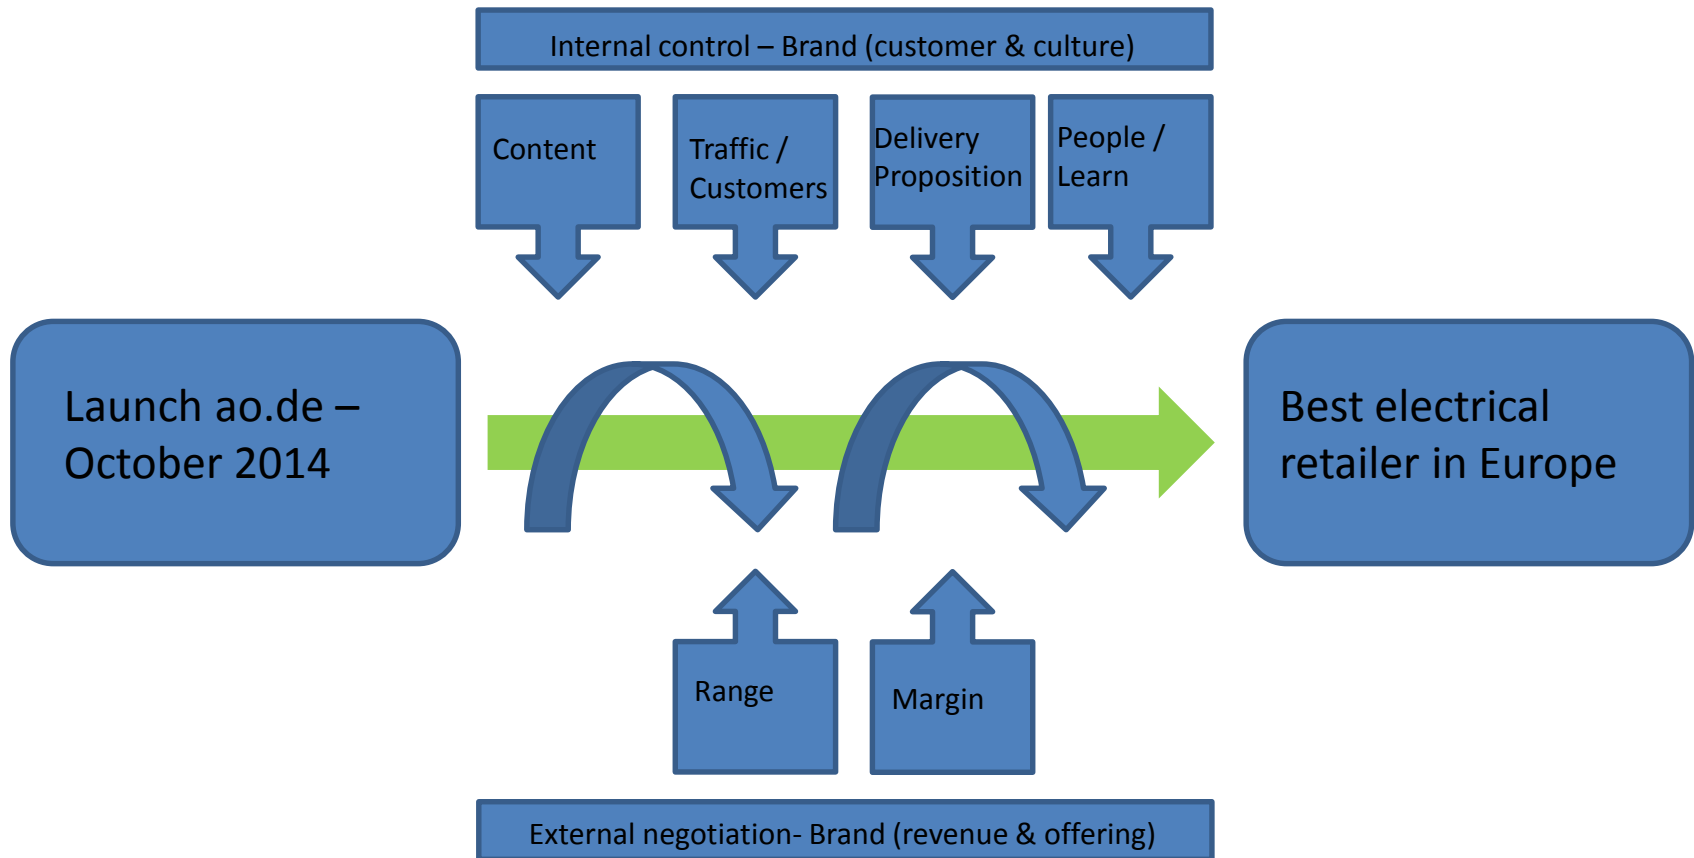 Internal control – Brand (customer & culture)
Content
Traffic /
Customers
Delivery
Proposition
People /
Learn
Launch ao.de –
October 2014
Best electrical
retailer in Europe
Range
Margin
External negotiation- Brand (revenue & offering)